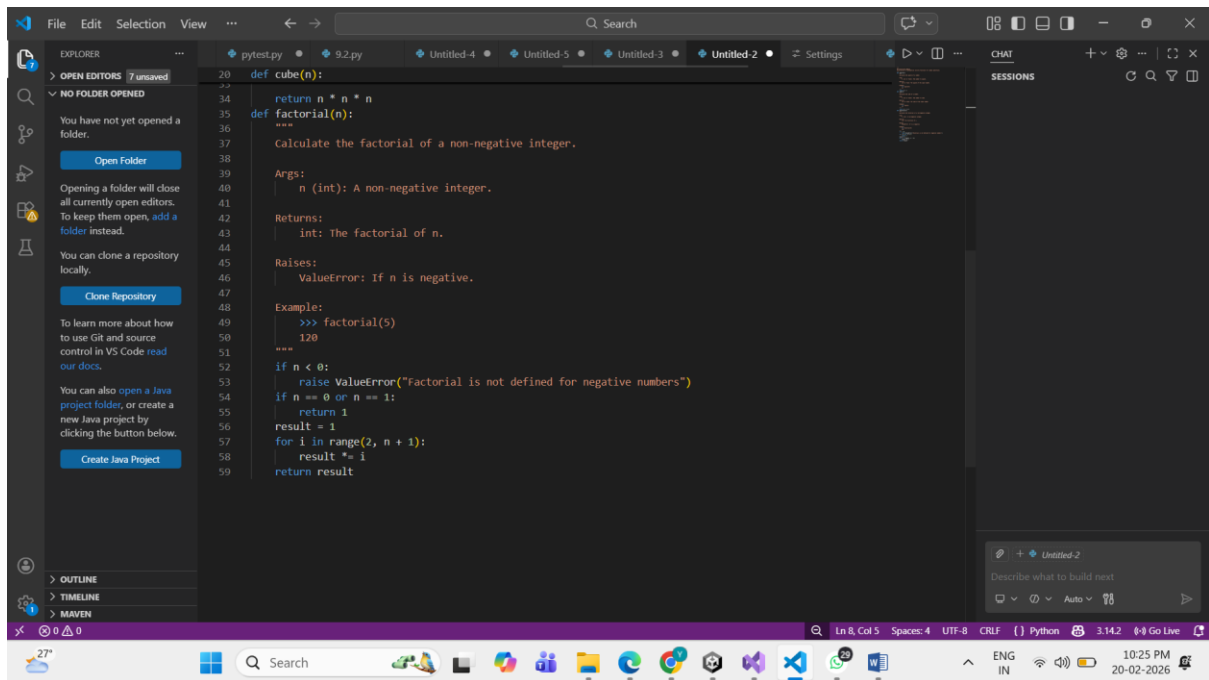 File Edit Selection View ··· ← → Search
EXPLORER ···
OPEN EDITORS 7 unsaved
NO FOLDER OPENED
You have not yet opened a
folder.
Open Folder
Opening a folder will close
all currently open editors.
To keep them open, add a
folder instead.
You can clone a repository
locally.
Clone Repository
To learn more about how
to use Git and source
control in VS Code read
our docs.
You can also open a Java
project folder, or create a
new Java project by
clicking the button below.
Create Java Project
OUTLINE
TIMELINE
MAVEN
7
1
pytest.py ● 9.2.py Untitled-4 ● Untitled-5 ● Untitled-3 ● Untitled-2 ● Settings
20 def cube(n):
34 return n * n * n
35 def factorial(n):
36 """
37 Calculate the factorial of a non-negative integer.
38
39 Args:
40 n (int): A non-negative integer.
41
42 Returns:
43 int: The factorial of n.
44
45 Raises:
46 ValueError: If n is negative.
47
48 Example:
49 >>> factorial(5)
50 120
51 """
52 if n < 0:
53 raise ValueError("Factorial is not defined for negative numbers")
54 if n == 0 or n == 1:
55 return 1
56 result = 1
57 for i in range(2, n + 1):
58 result *= i
59 return result
CHAT
SESSIONS
Untitled-2
Describe what to build next
Auto
0 0 Ln 8, Col 5 Spaces: 4 UTF-8 CRLF {} Python 3.14.2 Go Live
27°
Search
29
ENG
IN
10:25 PM
20-02-2026